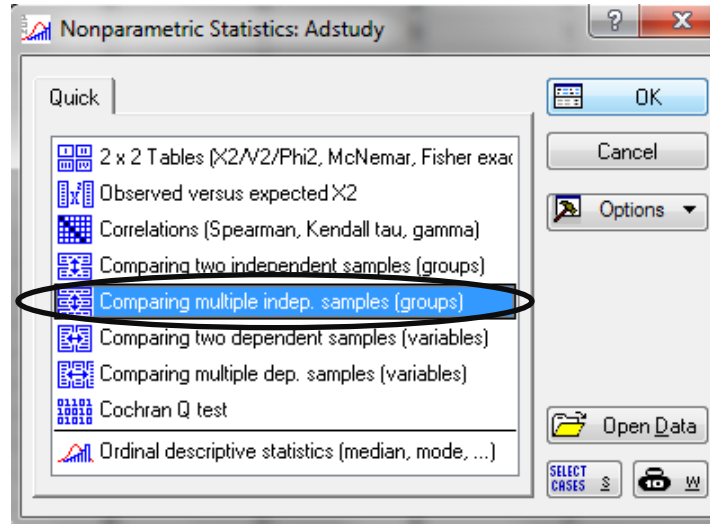 Nonparametric Statistics: Adstudy
Quick
2 x 2 Tables (X2/V2/Phi2, McNemar, Fisher exac
Observed versus expected X2
Correlations (Spearman, Kendall tau, gamma)
Comparing two independent samples (groups)
Comparing multiple indep. samples (groups)
Comparing two dependent samples (variables)
Comparing multiple dep. samples (variables)
Cochran Q test
Ordinal descriptive statistics (median, mode, ...)
OK
Cancel
Options
Open Data
SELECT CASES S
W